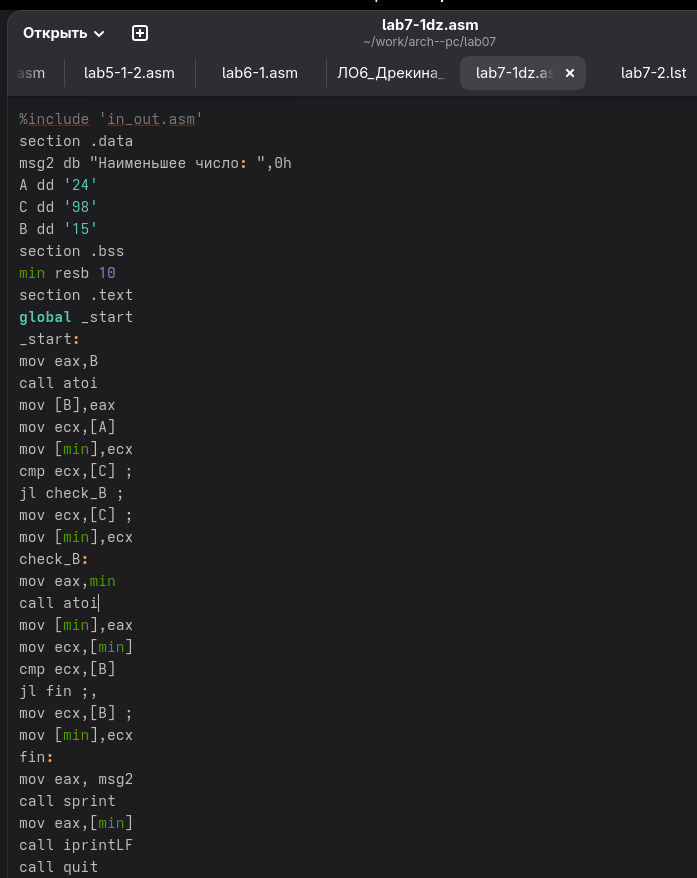 Открыть
lab7-1dz.asm
~/work/arch--pc/lab07
asm lab5-1-2.asm lab6-1.asm ЛО6_Дрекина_ lab7-1dz.as × lab7-2.lst
%include 'in_out.asm'
section .data
msg2 db "Наименьшее число: ",0h
A dd '24'
C dd '98'
B dd '15'
section .bss
min resb 10
section .text
global _start
_start:
mov eax,B
call atoi
mov [B],eax
mov ecx,[A]
mov [min],ecx
cmp ecx,[C] ;
jl check_B ;
mov ecx,[C] ;
mov [min],ecx
check_B:
mov eax,min
call atoi
mov [min],eax
mov ecx,[min]
cmp ecx,[B]
jl fin ;,
mov ecx,[B] ;
mov [min],ecx
fin:
mov eax, msg2
call sprint
mov eax,[min]
call iprintLF
call quit